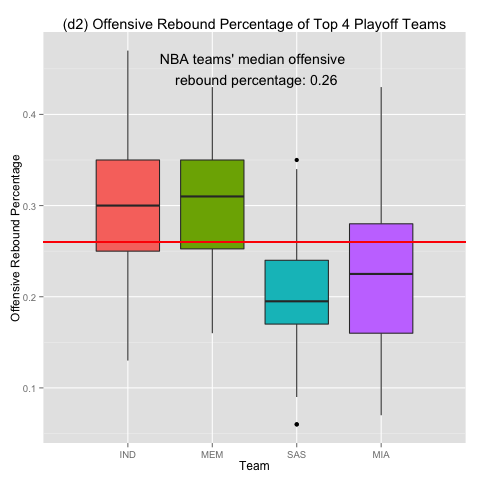 (d2) Offensive Rebound Percentage of Top 4 Playoff Teams
NBA teams' median offensive
rebound percentage: 0.26
Offensive Rebound Percentage
0.4
0.3
0.2
0.1
IND MEM SAS MIA
Team